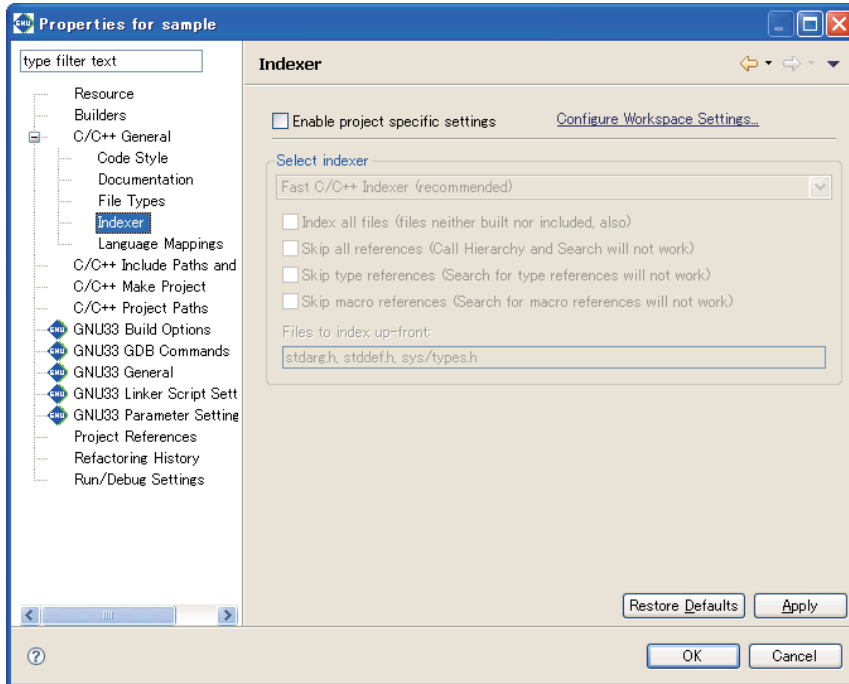 Properties for sample
type filter text
Indexer
Resource
Builders
C/C++ General
Code Style
Documentation
File Types
Indexer
Language Mappings
C/C++ Include Paths and
C/C++ Make Project
C/C++ Project Paths
GNU33 Build Options
GNU33 GDB Commands
GNU33 General
GNU33 Linker Script Sett
GNU33 Parameter Setting
Project References
Refactoring History
Run/Debug Settings
Enable project specific settings
Configure Workspace Settings...
Select indexer
Fast C/C++ Indexer (recommended)
Index all files (files neither built nor included, also)
Skip all references (Call Hierarchy and Search will not work)
Skip type references (Search for type references will not work)
Skip macro references (Search for macro references will not work)
Files to index up-front:
stdarg.h, stddef.h, sys/types.h
Restore Defaults
Apply
OK
Cancel